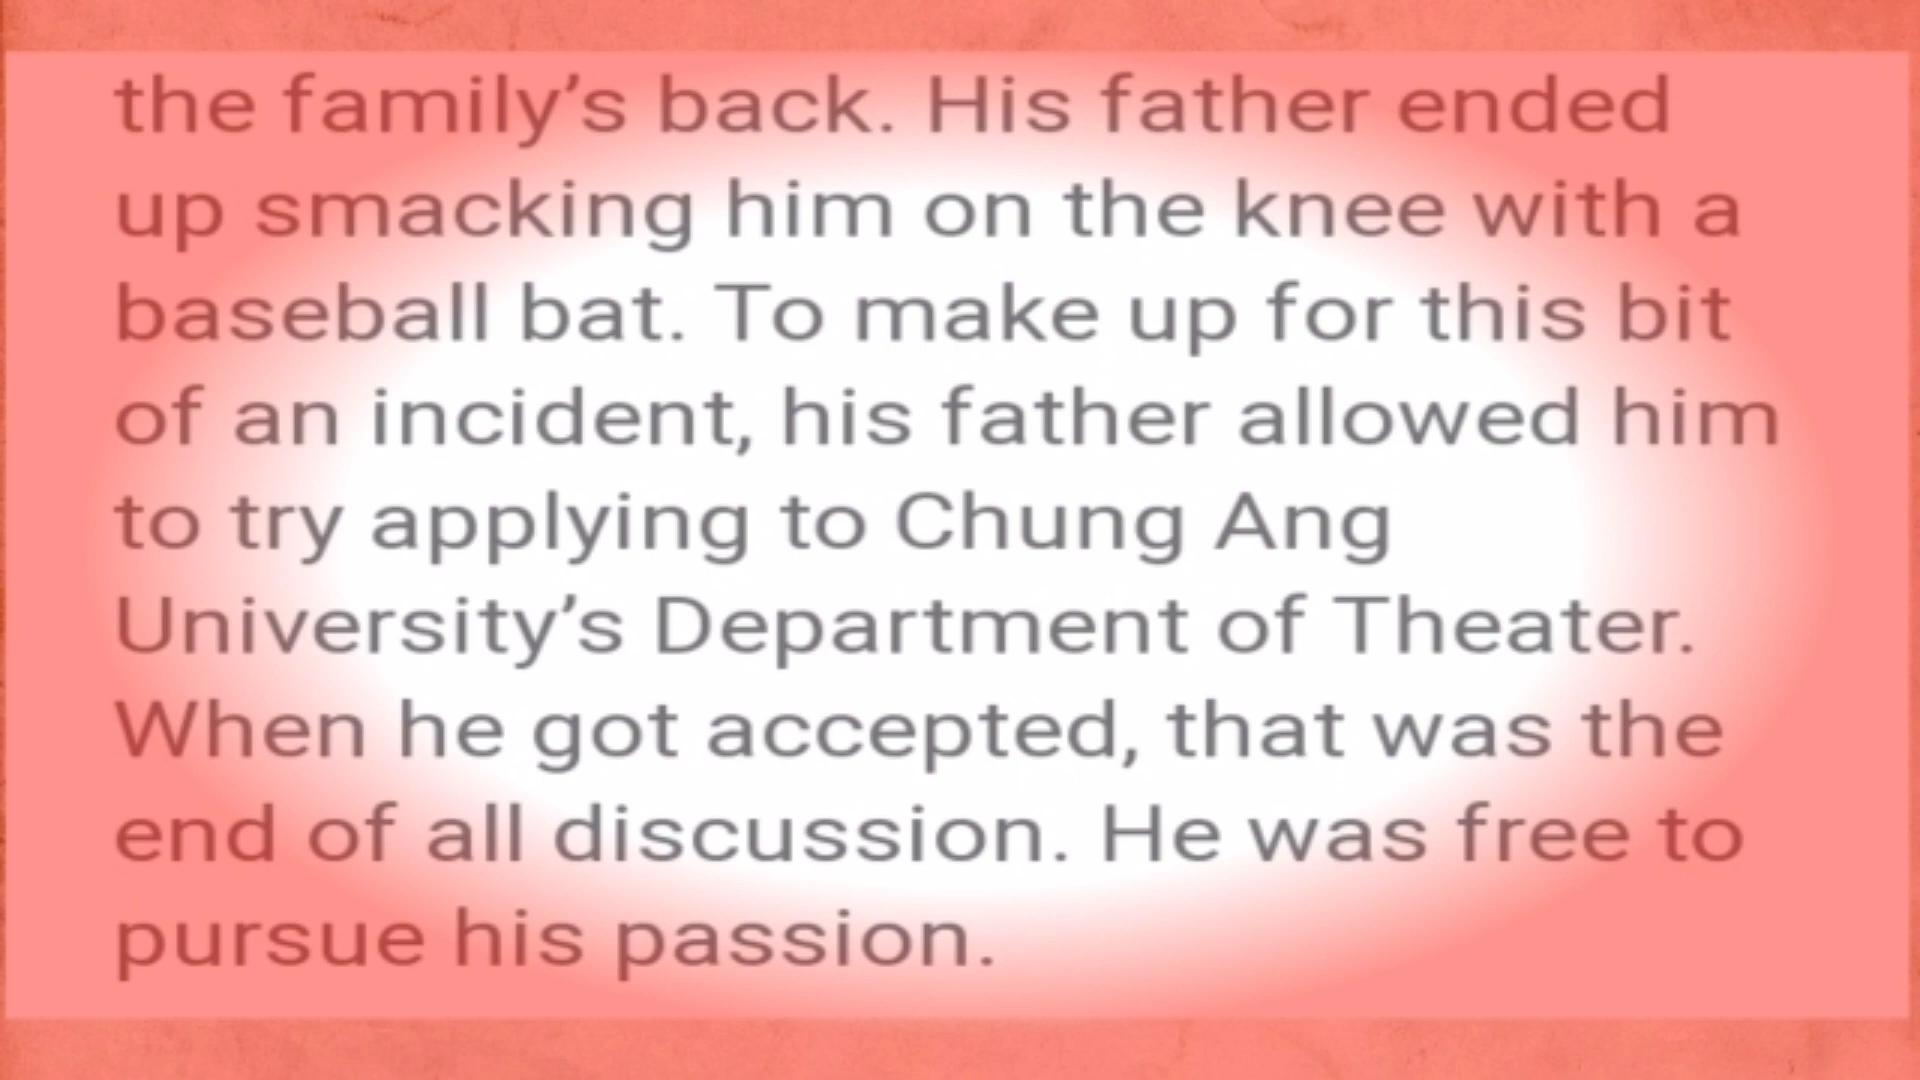 the family’s back. His father ended
up smacking him on the knee with a
baseball bat. To make up for this bit
of an incident, his father allowed him
to try applying to Chung Ang
University’s Department of Theater.
When he got accepted, that was the
end of all discussion. He was free to
pursue his passion.